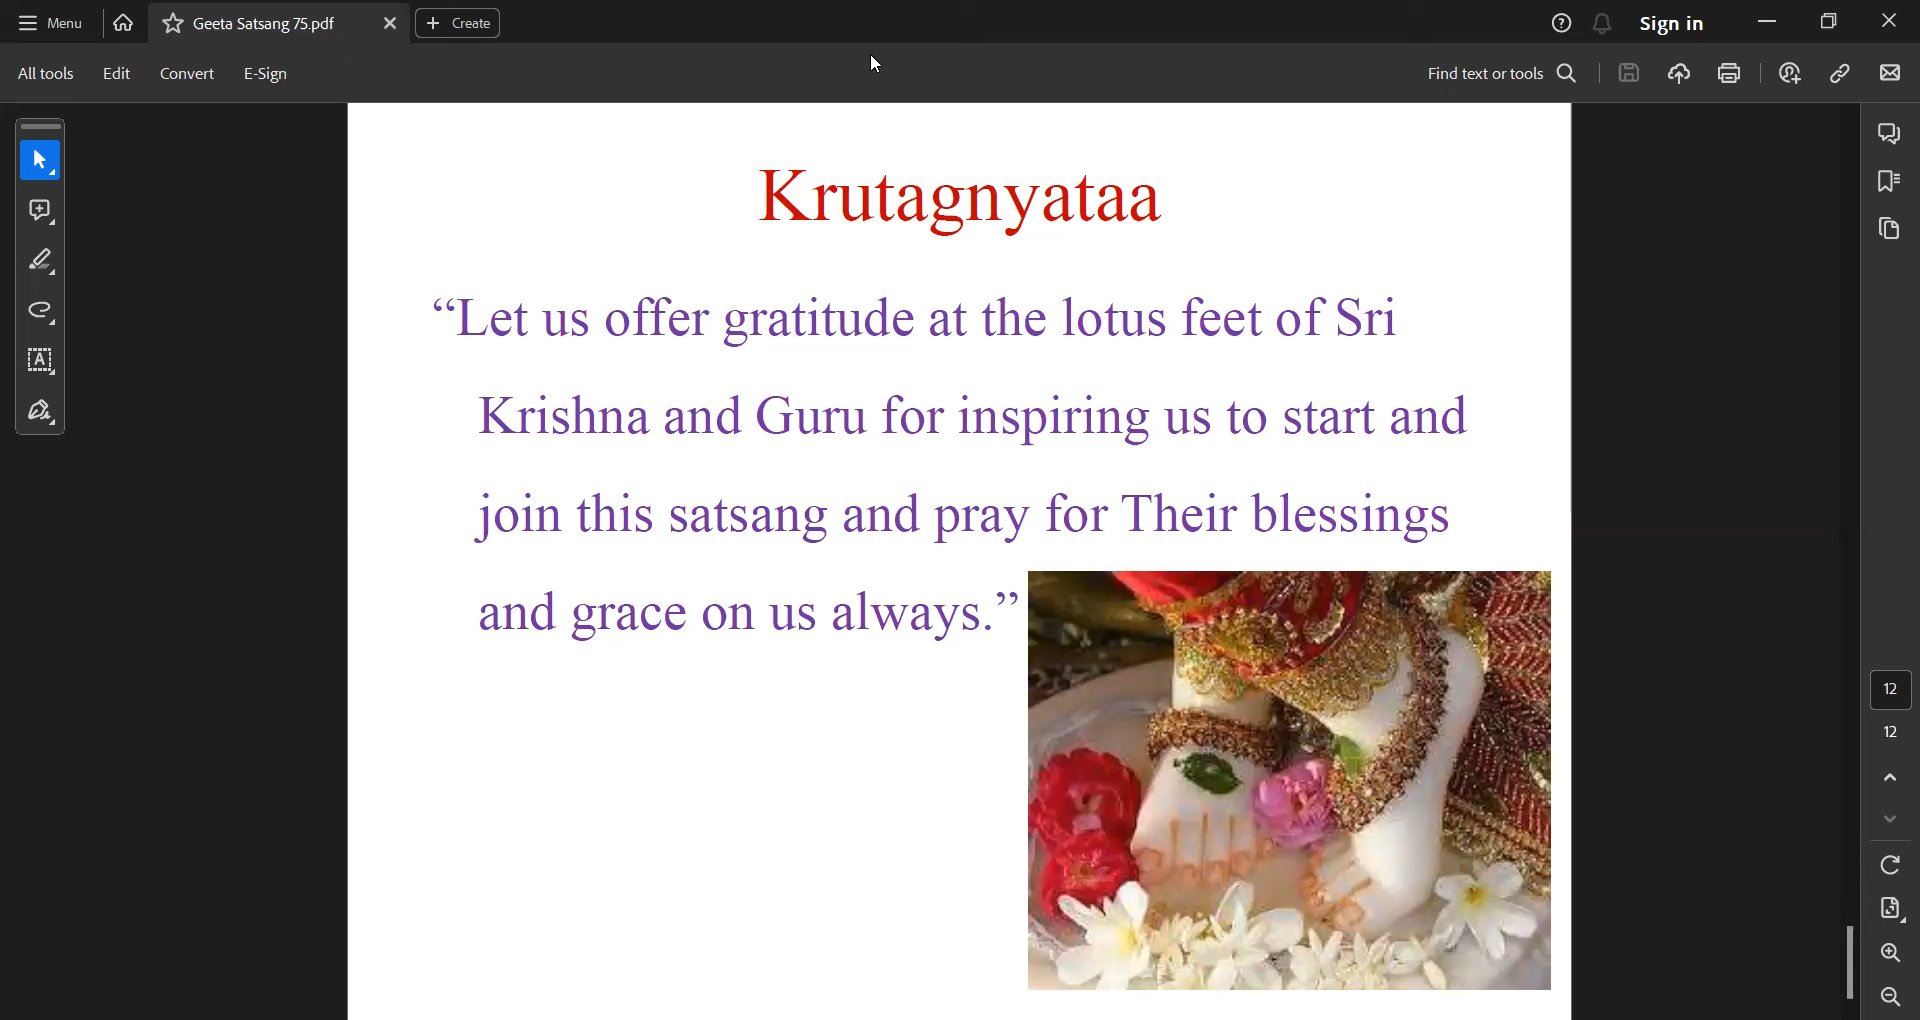 Menu
Geeta Satsang 75.pdf
Create
Sign in
All tools
Edit
Convert
E-Sign
Find text or tools
Krutagnyataa
“Let us offer gratitude at the lotus feet of Sri
Krishna and Guru for inspiring us to start and
join this satsang and pray for Their blessings
and grace on us always.”
12
12